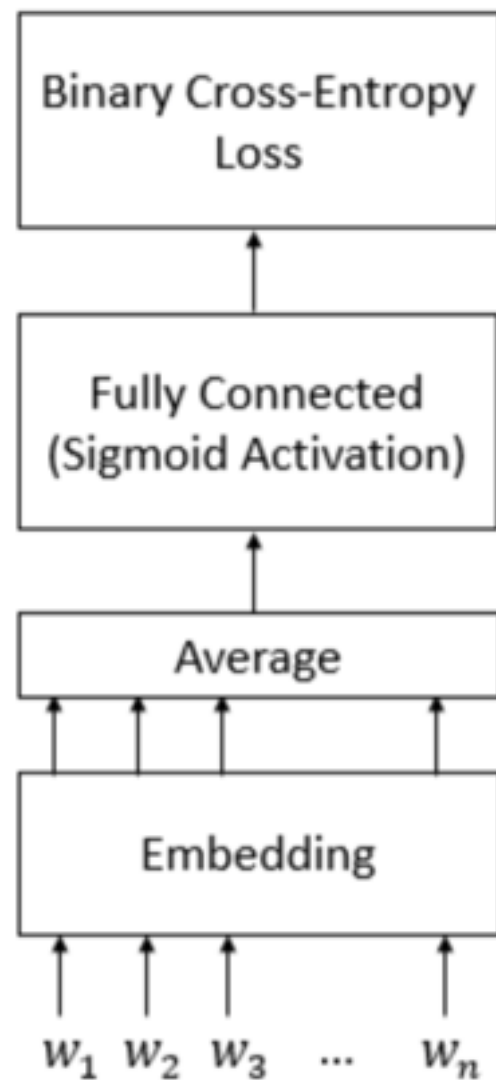 Binary Cross-Entropy
Loss
Fully Connected
(Sigmoid Activation)
Average
Embedding
w₁ w₂ w₃ ... wₙ